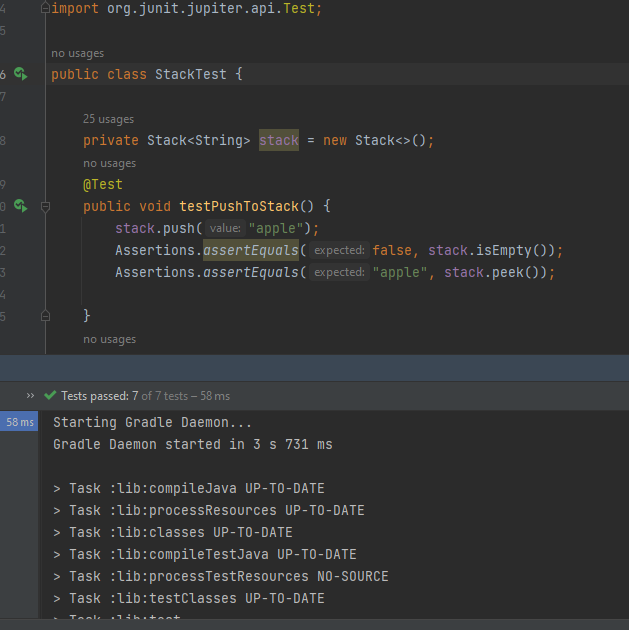 4 import org.junit.jupiter.api.Test;
5
no usages
6 public class StackTest {
7
25 usages
8 private Stack<String> stack = new Stack<>();
no usages
9 @Test
0 public void testPushToStack() {
1 stack.push( value: "apple");
2 Assertions.assertEquals( expected: false, stack.isEmpty());
3 Assertions.assertEquals( expected: "apple", stack.peek());
4
5 }
no usages
>> Tests passed: 7 of 7 tests – 58 ms
58 ms Starting Gradle Daemon...
Gradle Daemon started in 3 s 731 ms
> Task :lib:compileJava UP-TO-DATE
> Task :lib:processResources UP-TO-DATE
> Task :lib:classes UP-TO-DATE
> Task :lib:compileTestJava UP-TO-DATE
> Task :lib:processTestResources NO-SOURCE
> Task :lib:testClasses UP-TO-DATE
> Task :lib:test